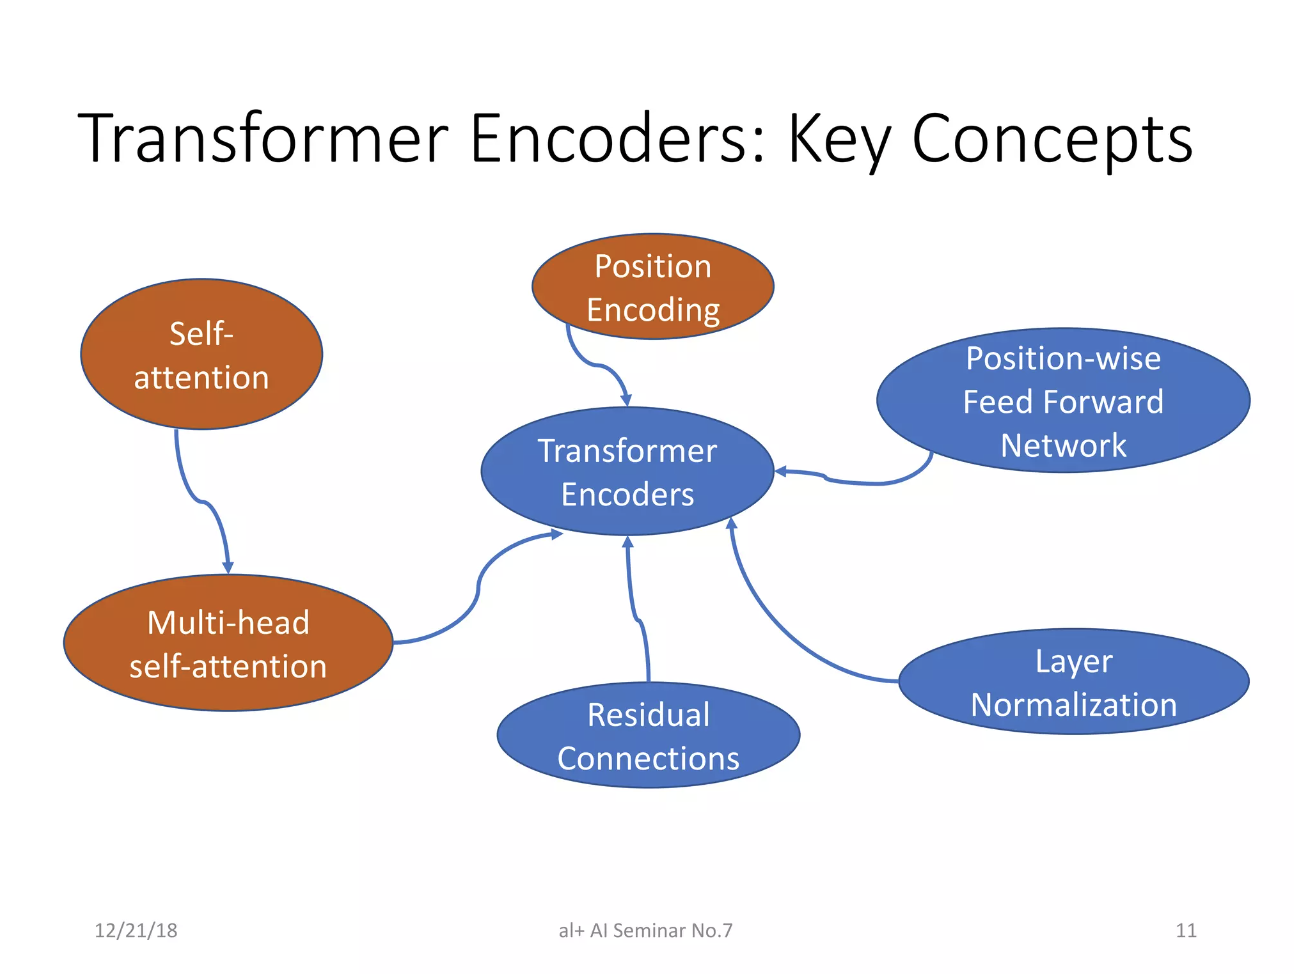 Transformer Encoders: Key Concepts
Position
Encoding
Self-
attention
Position-wise
Feed Forward
Network
Transformer
Encoders
Multi-head
self-attention
Layer
Normalization
Residual
Connections
12/21/18
al+ AI Seminar No.7
11